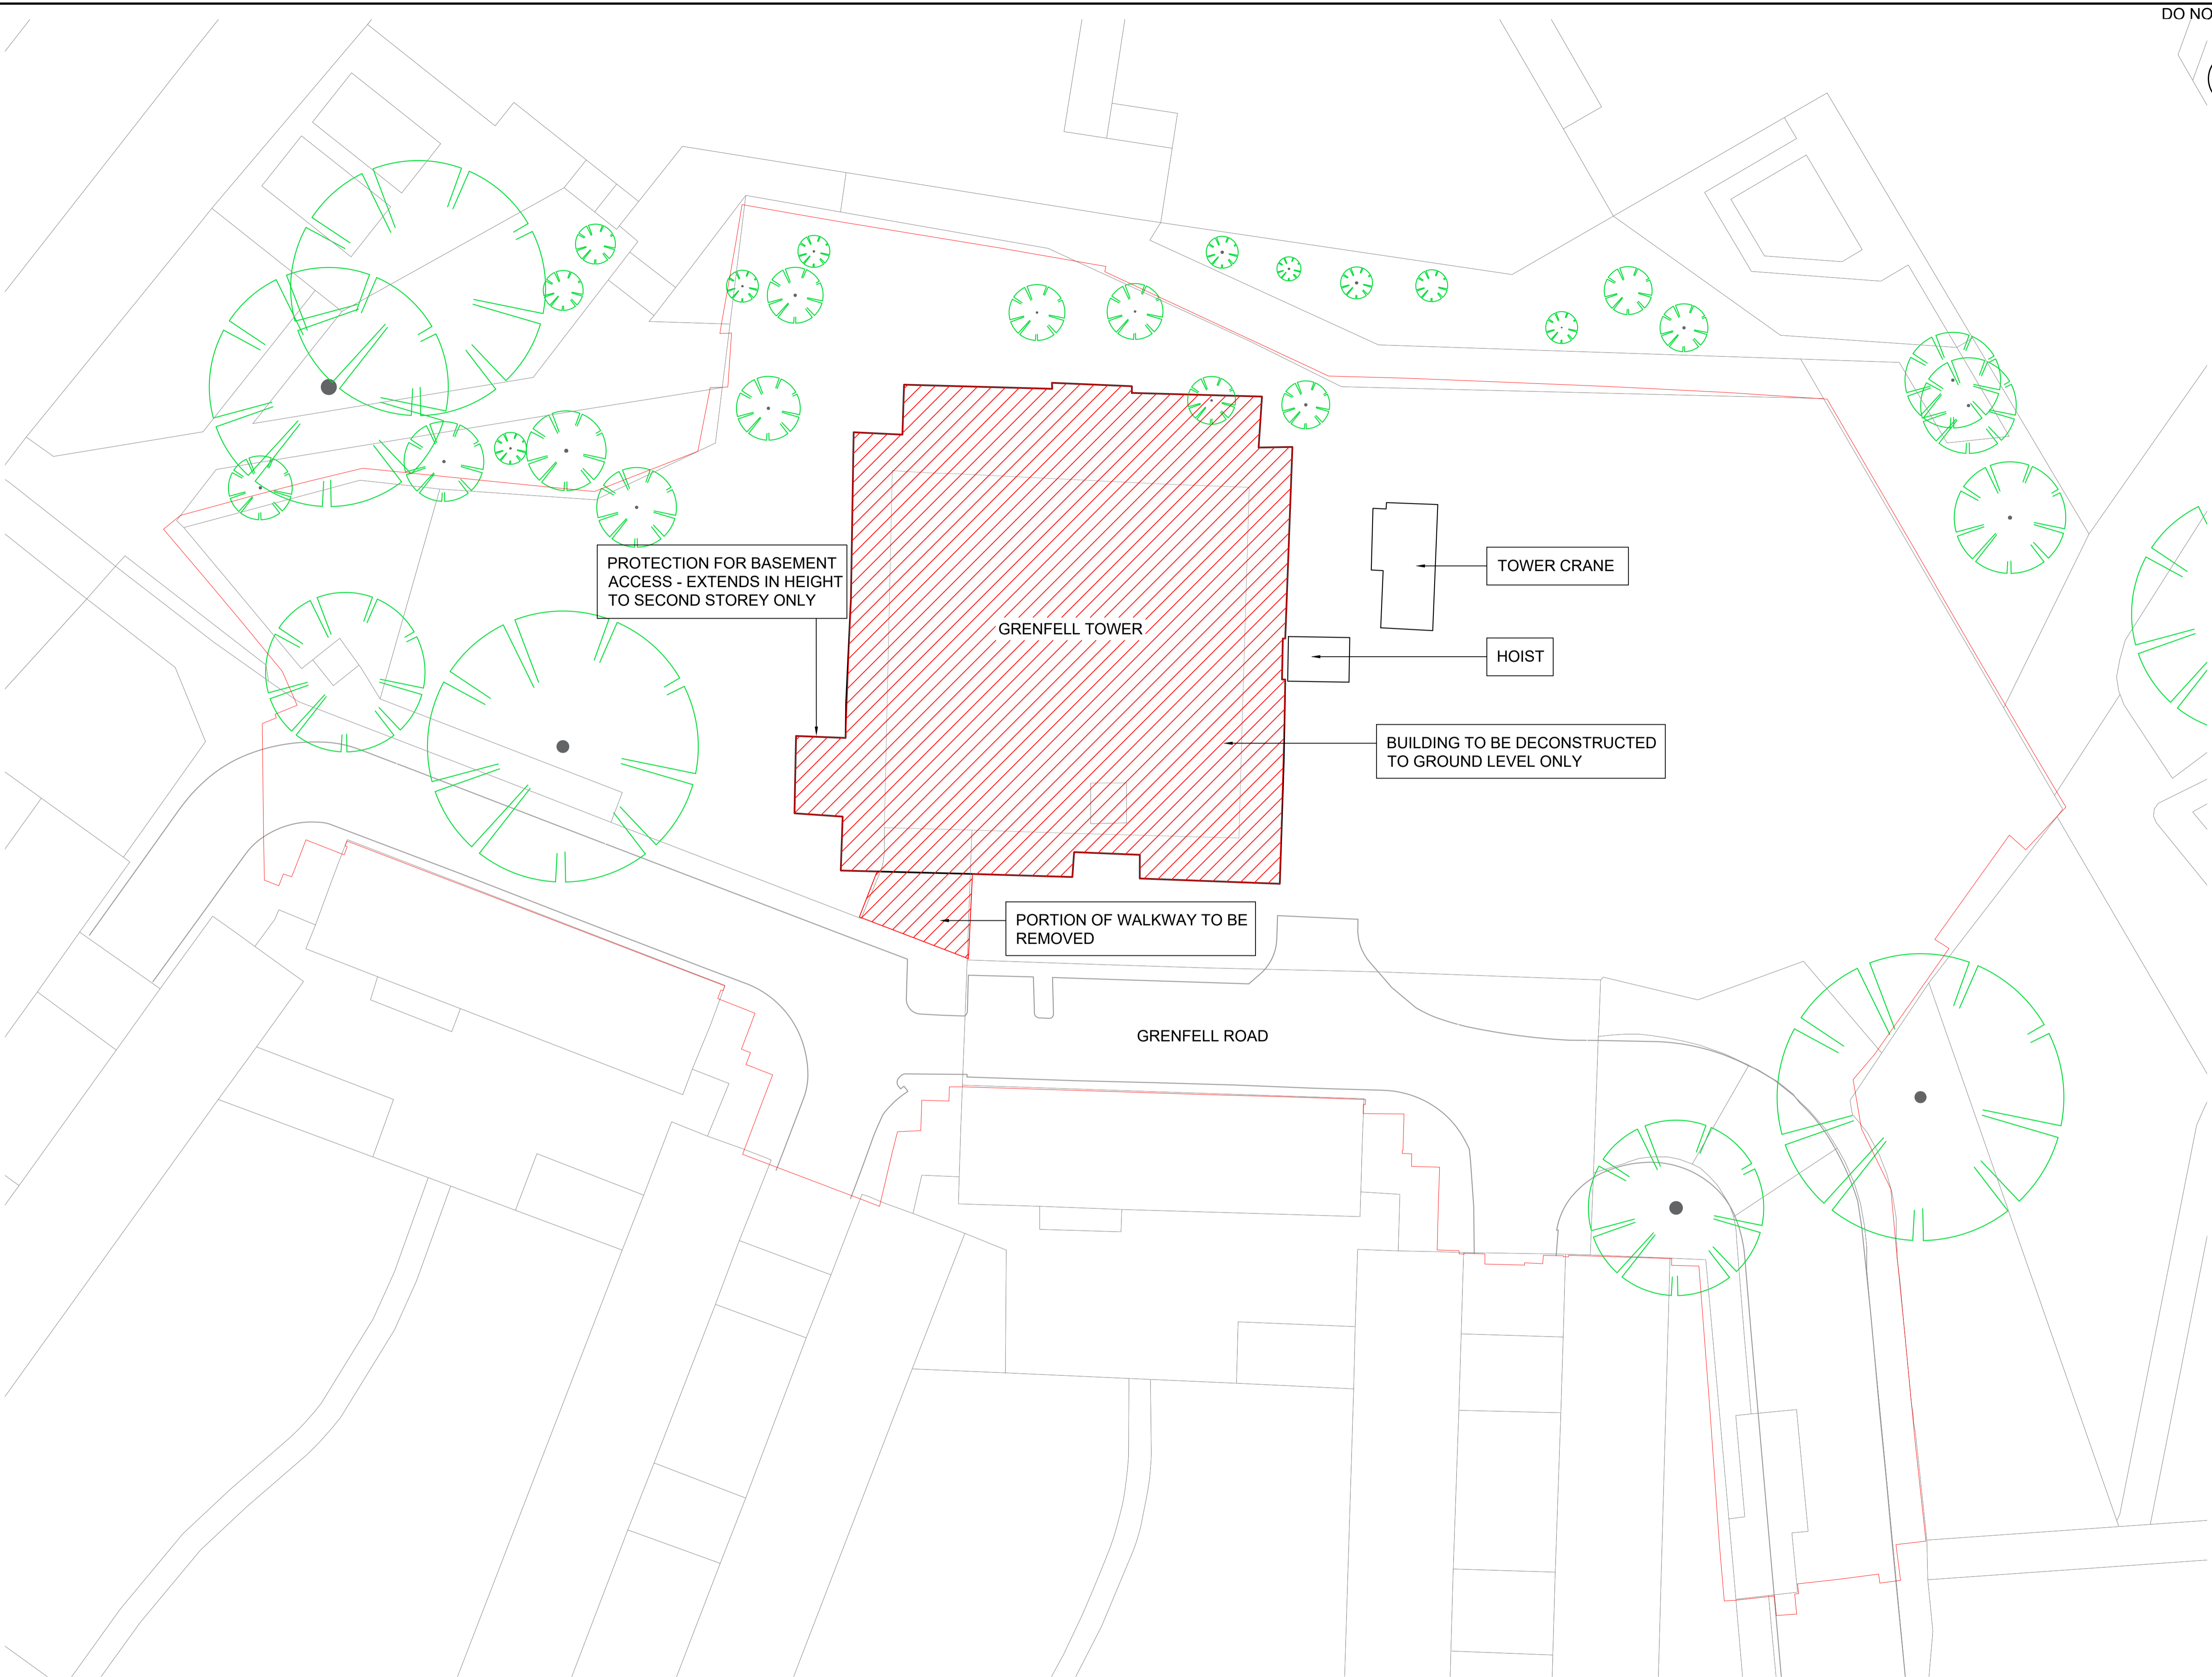 DO NO
PROTECTION FOR BASEMENT
ACCESS - EXTENDS IN HEIGHT
TO SECOND STOREY ONLY
TOWER CRANE
GRENFELL TOWER
HOIST
BUILDING TO BE DECONSTRUCTED
TO GROUND LEVEL ONLY
PORTION OF WALKWAY TO BE
REMOVED
GRENFELL ROAD